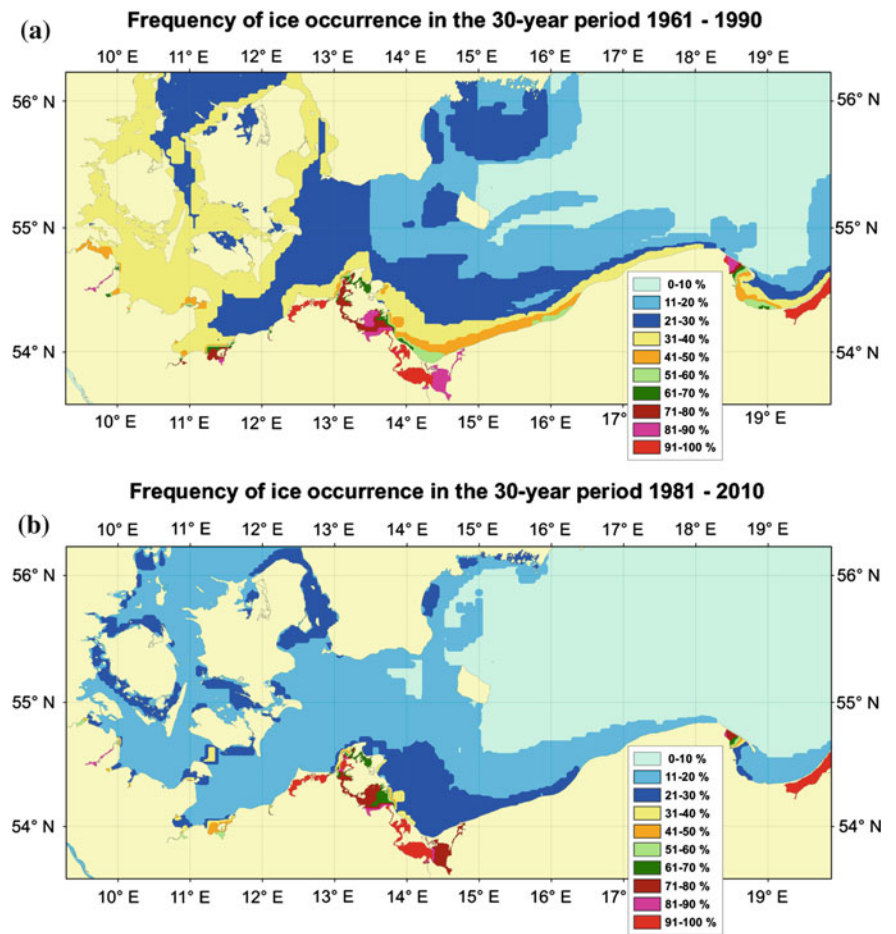 (a)
Frequency of ice occurrence in the 30-year period 1961 - 1990
10° E 11° E 12° E 13° E 14° E 15° E 16° E 17° E 18° E 19° E
56° N 56° N
55° N 55° N
54° N 54° N
0-10 %
11-20 %
21-30 %
31-40 %
41-50 %
51-60 %
61-70 %
71-80 %
81-90 %
91-100 %
10° E 11° E 12° E 13° E 14° E 15° E 16° E 17° E 19° E
Frequency of ice occurrence in the 30-year period 1981 - 2010
(b)
10° E 11° E 12° E 13° E 14° E 15° E 16° E 17° E 18° E 19° E
56° N 56° N
55° N 55° N
54° N 54° N
0-10 %
11-20 %
21-30 %
31-40 %
41-50 %
51-60 %
61-70 %
71-80 %
81-90 %
91-100 %
10° E 11° E 12° E 13° E 14° E 15° E 16° E 17° E 19° E